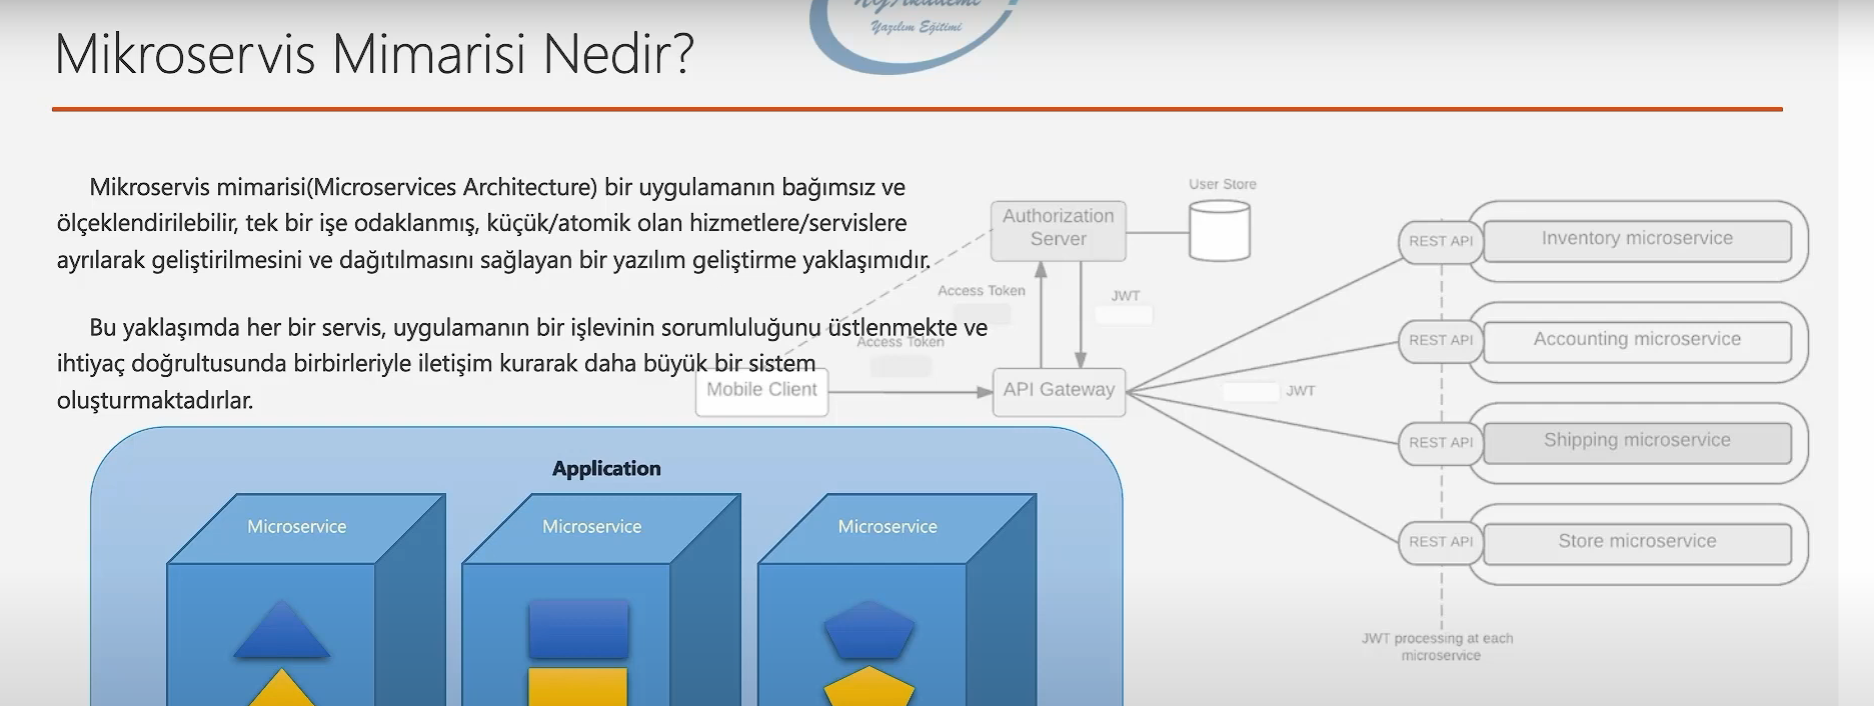 Yazılım Eğitimi
Mikroservis Mimarisi Nedir?
Mikroservis mimarisi(Microservices Architecture) bir uygulamanın bağımsız ve
ölçeklendirilebilir, tek bir işe odaklanmış, küçük/atomik olan hizmetlere/servislere
ayrılarak geliştirilmesini ve dağıtılmasını sağlayan bir yazılım geliştirme yaklaşımıdır.
Bu yaklaşımda her bir servis, uygulamanın bir işlevinin sorumluluğunu üstlenmekte ve
ihtiyaç doğrultusunda birbirleriyle iletişim kurarak daha büyük bir sistem
oluşturmaktadırlar.
User Store
Authorization
Server
Access Token
JWT
Access Token
Mobile Client
API Gateway
JWT
REST API
Inventory microservice
REST API
Accounting microservice
REST API
Shipping microservice
REST API
Store microservice
JWT processing at each
microservice
Application
Microservice
Microservice
Microservice